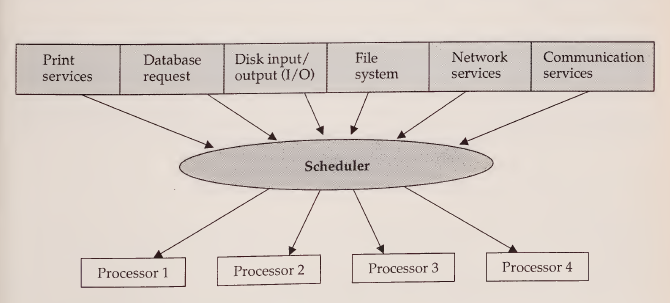 Print
services
Database
request
Disk input/
output (I/O)
File
system
Network
services
Communication
services
Scheduler
Processor 1
Processor 2
Processor 3
Processor 4